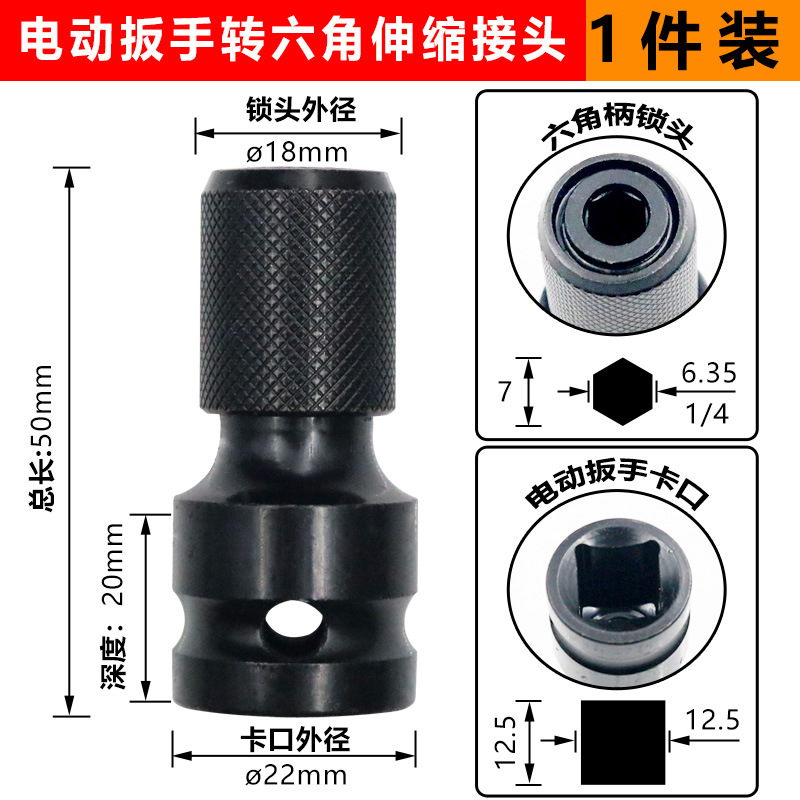 电动扳手转六角伸缩接头
1件装
锁头外径
ø18mm
总长:50mm
深度：20mm
卡口外径
ø22mm
六角柄锁头
7
6.35
1/4
电动扳手卡口
12.5
12.5